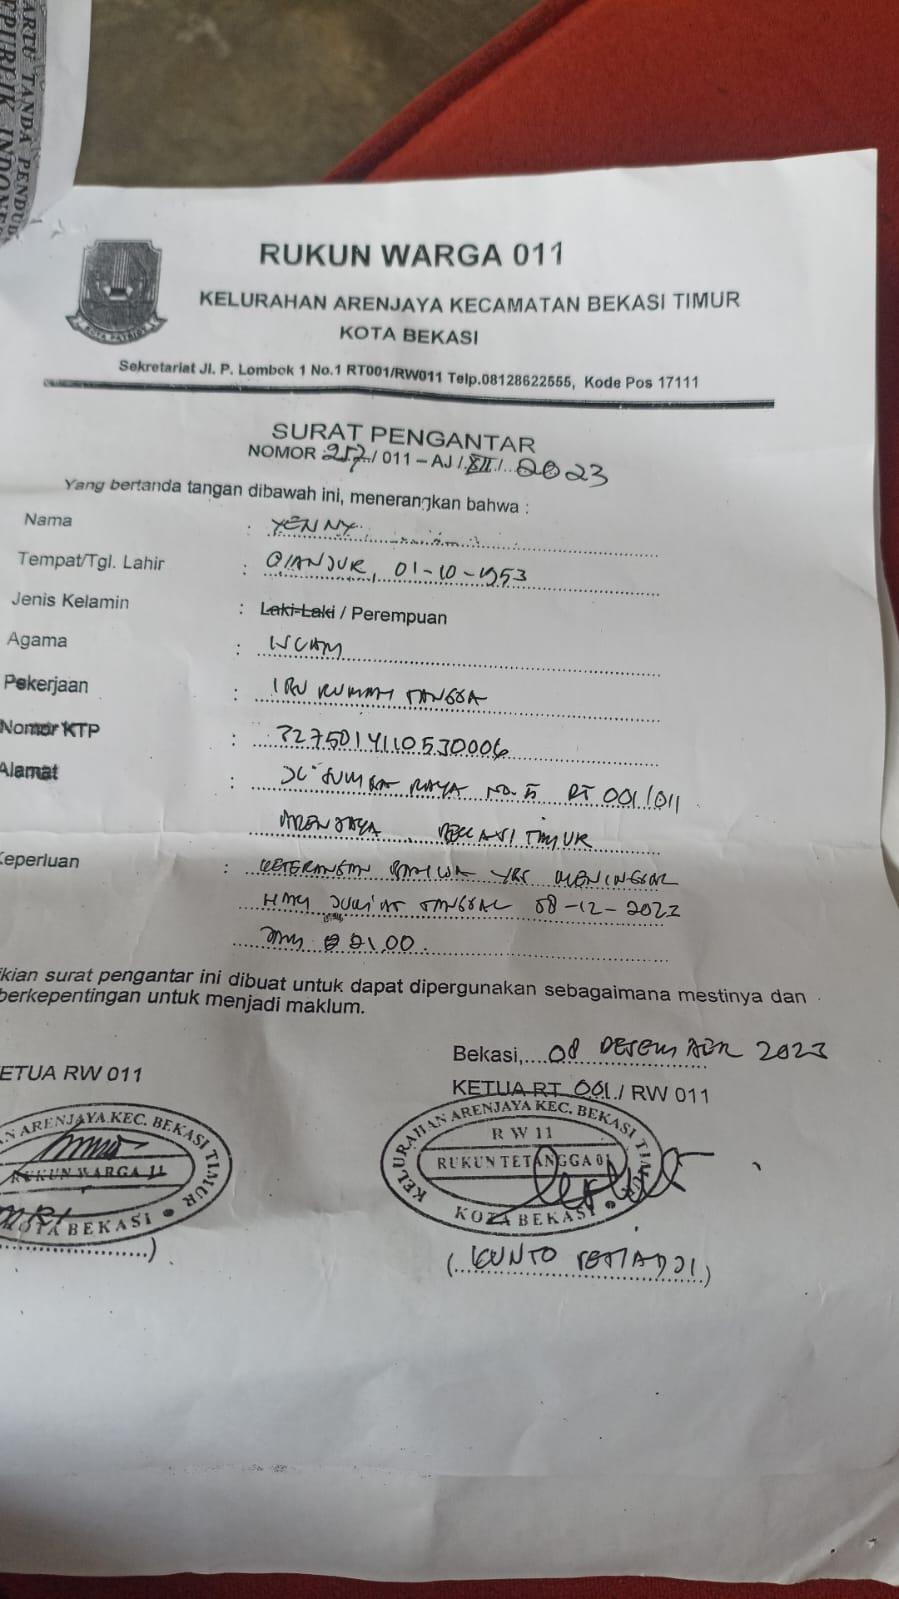 KARTU TANDA PENDUD
REPUBLIK INDONES
RUKUN WARGA 011
KELURAHAN ARENJAYA KECAMATAN BEKASI TIMUR
KOTA BEKASI
KOTA PATRIOT
Sekretariat Jl. P. Lombok 1 No.1 RT001/RW011 Telp.08128622555, Kode Pos 17111
SURAT PENGANTAR
NOMOR 257/ 011 – AJ / XII / 2023
Yang bertanda tangan dibawah ini, menerangkan bahwa :
Nama : YENNY
Tempat/Tgl. Lahir : CIANJUR, 01-10-1953
Jenis Kelamin : Laki-Laki / Perempuan
Agama : ISLAM
Pekerjaan : IBU RUMAH TANGGA
Nomor KTP : 3275014110530006
Alamat : JL SUMBA RAYA NO. 5 RT 001/011
ARENJAYA BEKASI TIMUR
Keperluan : KETERANGAN BAHWA YBS MENINGGAL
HARI JUM'AT TANGGAL 08-12-2023
JAM 21.00
ikian surat pengantar ini dibuat untuk dapat dipergunakan sebagaimana mestinya dan
berkepentingan untuk menjadi maklum.
Bekasi, 08 DESEMBER 2023
ETUA RW 011
KETUA RT 001 / RW 011
AN ARENJAYA KEC. BEKASI TIMUR
RUKUN WARGA 11
KOTA BEKASI
KELURAHAN ARENJAYA KEC. BEKASI TIMUR
RW 11
RUKUN TETANGGA 01
KOTA BEKASI
( KUNTO SETIADJI )